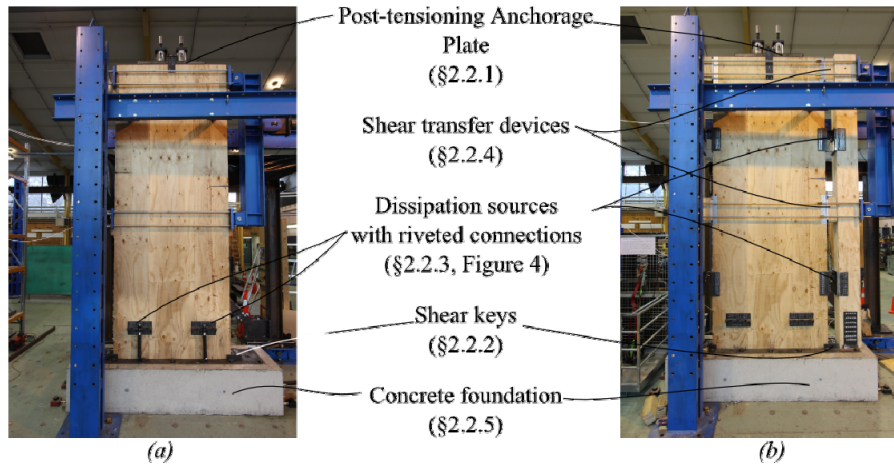 Post-tensioning Anchorage
Plate
(§2.2.1)
Shear transfer devices
(§2.2.4)
Dissipation sources
with riveted connections
(§2.2.3, Figure 4)
Shear keys
(§2.2.2)
Concrete foundation
(§2.2.5)
(a)
(b)